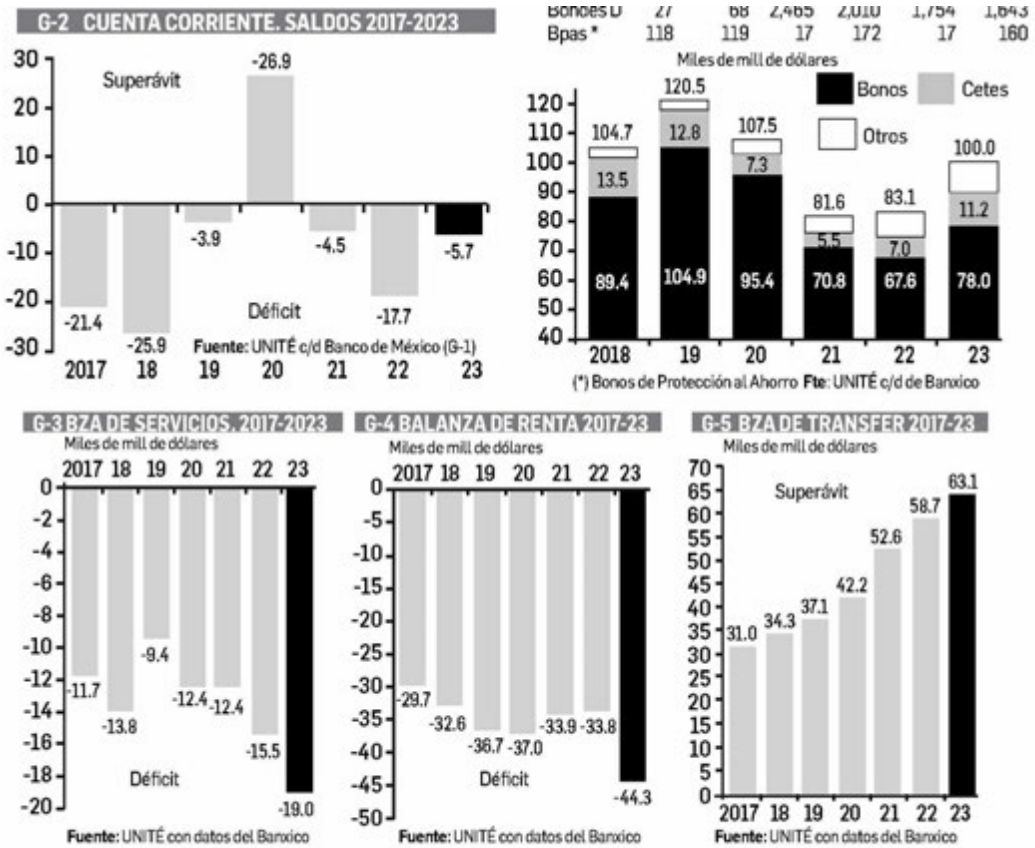 G-2 CUENTA CORRIENTE. SALDOS 2017-2023
30
20
10
0
-10
-20
-30
Superávit
Déficit
-21.4
-25.9
-3.9
-26.9
-4.5
-17.7
-5.7
Fuente: UNITÉ c/d Banco de México (G-1)
2017 18 19 20 21 22 23
Bondes D 27 68 2,465 2,010 1,754 1,643
Bpas * 118 119 17 172 17 160
Miles de mill de dólares
Bonos Cetes
Otros
120
110
100
90
80
70
60
50
40
104.7 120.5 107.5 81.6 83.1 100.0
13.5 12.8 7.3 5.5 7.0 11.2
89.4 104.9 95.4 70.8 67.6 78.0
2018 19 20 21 22 23
(*) Bonos de Protección al Ahorro Fte: UNITÉ c/d de Banxico
G-3 BZA DE SERVICIOS, 2017-2023
Miles de mill de dólares
2017 18 19 20 21 22 23
0
-2
-4
-6
-8
-10
-12
-14
-16
-18
-20
-11.7 -13.8 -9.4 -12.4 -12.4 -15.5 -19.0
Déficit
Fuente: UNITÉ con datos del Banxico
G-4 BALANZA DE RENTA 2017-23
Miles de mill de dólares
2017 18 19 20 21 22 23
0
-5
-10
-15
-20
-25
-30
-35
-40
-45
-50
-29.7 -32.6 -36.7 -37.0 -33.9 -33.8 -44.3
Déficit
Fuente: UNITÉ con datos del Banxico
G-5 BZA DE TRANSFER 2017-23
Miles de mill de dólares
70
65
60
55
50
45
40
35
30
25
20
15
10
5
0
Superávit
31.0 34.3 37.1 42.2 52.6 58.7 63.1
2017 18 19 20 21 22 23
Fuente: UNITÉ con datos del Banxico